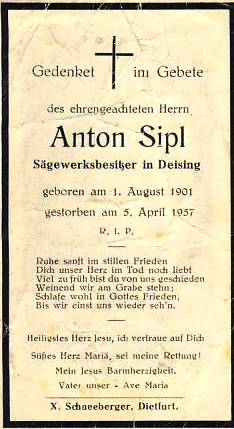 Gedenket im Gebete
des ehrengeachteten Herrn
Anton Sipl
Sägewerksbesitzer in Deising
geboren am 1. August 1901
gestorben am 5. April 1957
R. I. P.
Ruhe sanft im stillen Frieden
Dich unser Herz im Tod noch liebt
Viel zu früh bist du von uns geschieden
Weinend wir am Grabe stehn;
Schlafe wohl in Gottes Frieden,
Bis wir einst uns wieder seh'n.
Heiligstes Herz Jesu, ich vertraue auf Dich
Süßes Herz Mariä, sei meine Rettung!
Mein Jesus Barmherzigkeit.
Vater unser - Ave Maria
X. Schneeberger, Dietfurt.